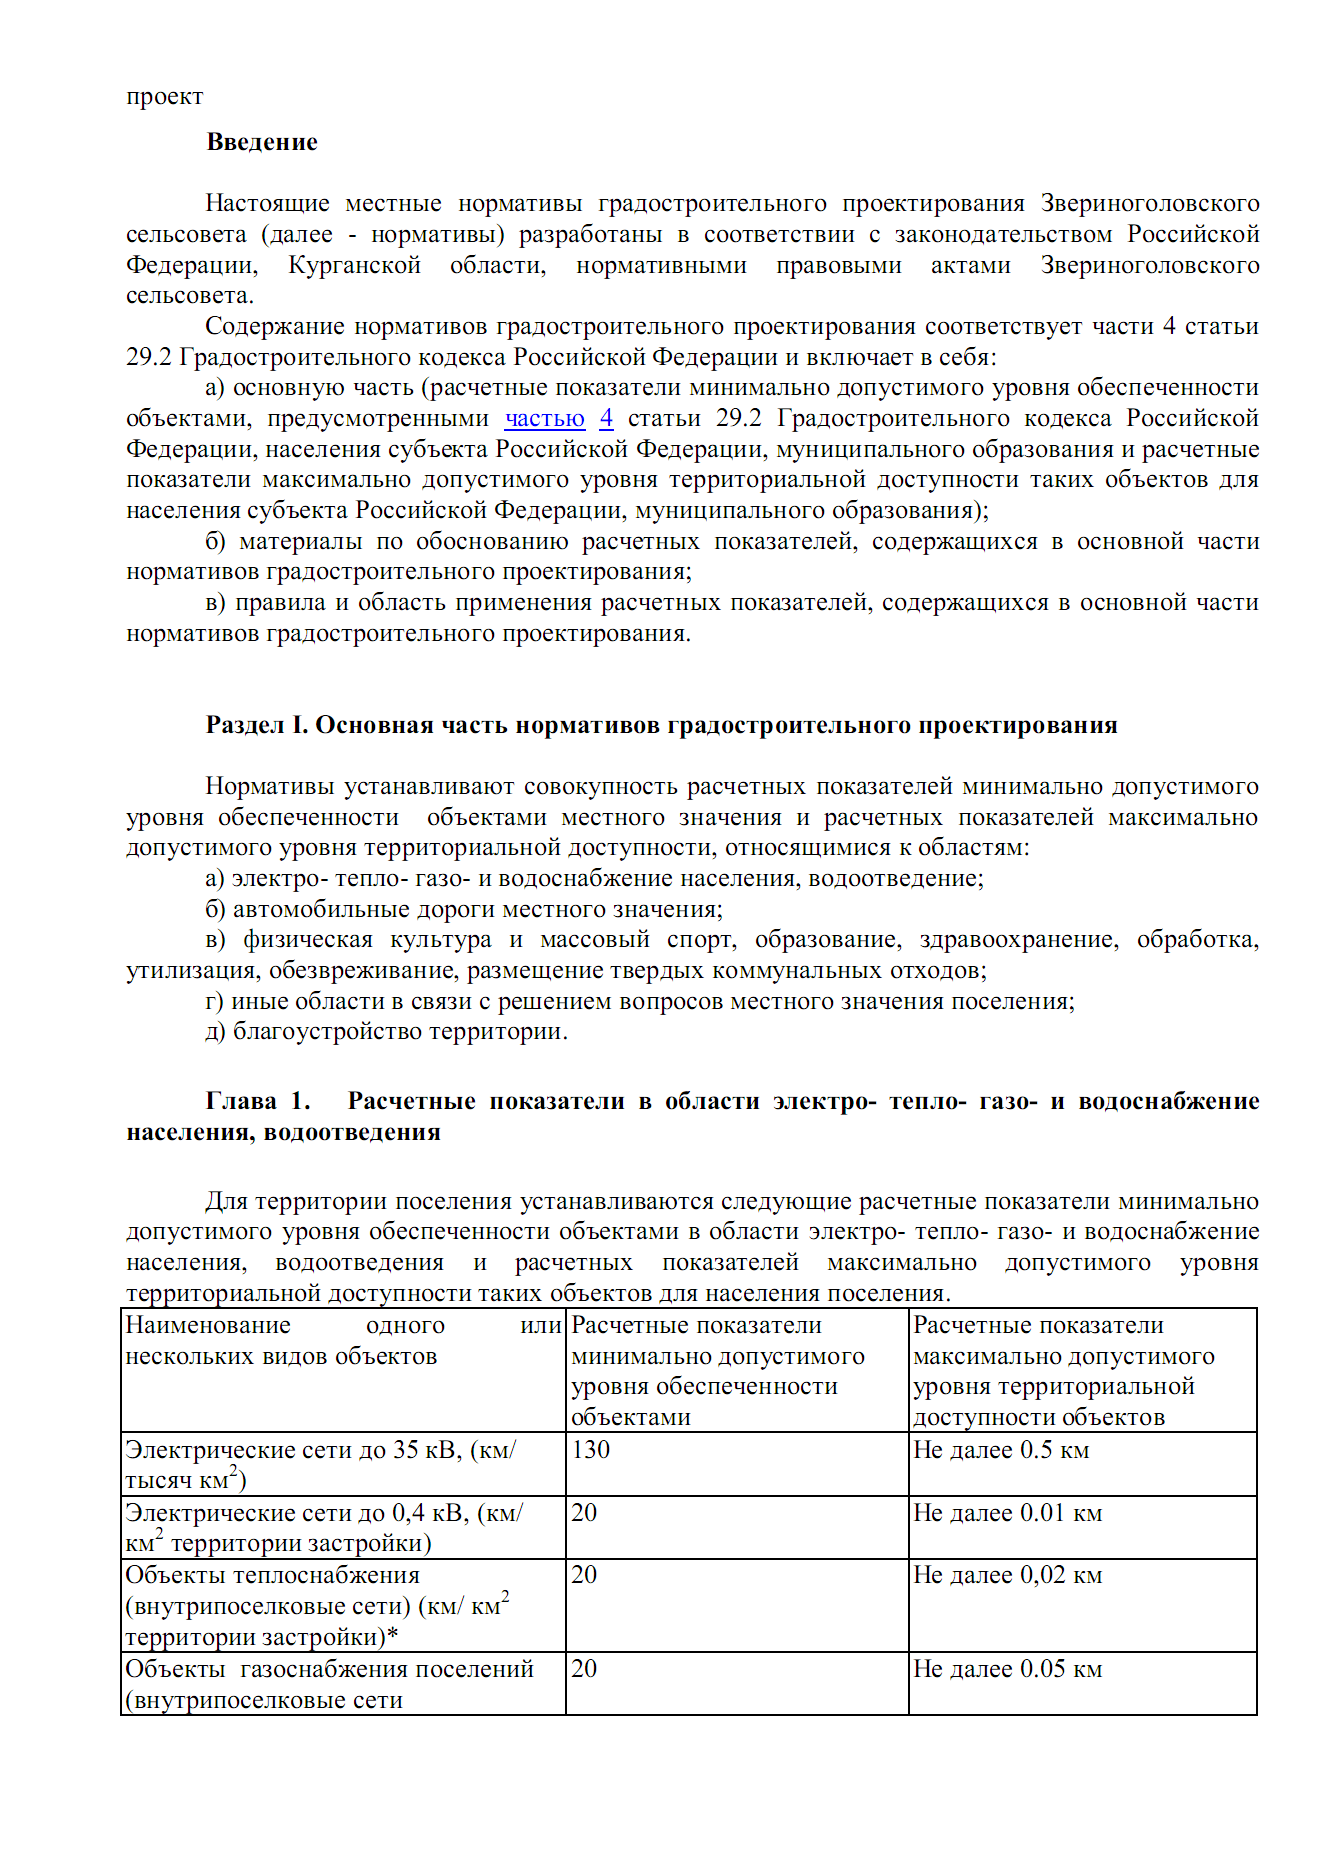 проект
Введение
Настоящие местные нормативы градостроительного проектирования Звериноголовского
сельсовета (далее - нормативы) разработаны в соответствии с законодательством Российской
Федерации, Курганской области, нормативными правовыми актами Звериноголовского
сельсовета.
Содержание нормативов градостроительного проектирования соответствует части 4 статьи
29.2 Градостроительного кодекса Российской Федерации и включает в себя:
а) основную часть (расчетные показатели минимально допустимого уровня обеспеченности
объектами, предусмотренными частью 4 статьи 29.2 Градостроительного кодекса Российской
Федерации, населения субъекта Российской Федерации, муниципального образования и расчетные
показатели максимально допустимого уровня территориальной доступности таких объектов для
населения субъекта Российской Федерации, муниципального образования);
б) материалы по обоснованию расчетных показателей, содержащихся в основной части
нормативов градостроительного проектирования;
в) правила и область применения расчетных показателей, содержащихся в основной части
нормативов градостроительного проектирования.
Раздел I. Основная часть нормативов градостроительного проектирования
Нормативы устанавливают совокупность расчетных показателей минимально допустимого
уровня обеспеченности объектами местного значения и расчетных показателей максимально
допустимого уровня территориальной доступности, относящимися к областям:
а) электро- тепло- газо- и водоснабжение населения, водоотведение;
б) автомобильные дороги местного значения;
в) физическая культура и массовый спорт, образование, здравоохранение, обработка,
утилизация, обезвреживание, размещение твердых коммунальных отходов;
г) иные области в связи с решением вопросов местного значения поселения;
д) благоустройство территории.
Глава 1. Расчетные показатели в области электро- тепло- газо- и водоснабжение
населения, водоотведения
Для территории поселения устанавливаются следующие расчетные показатели минимально
допустимого уровня обеспеченности объектами в области электро- тепло- газо- и водоснабжение
населения, водоотведения и расчетных показателей максимально допустимого уровня
территориальной доступности таких объектов для населения поселения.
Наименование одного или
нескольких видов объектов
Расчетные показатели
минимально допустимого
уровня обеспеченности
объектами
Расчетные показатели
максимально допустимого
уровня территориальной
доступности объектов
Электрические сети до 35 кВ, (км/
тысяч км²)
130
Не далее 0.5 км
Электрические сети до 0,4 кВ, (км/
км² территории застройки)
20
Не далее 0.01 км
Объекты теплоснабжения
(внутрипоселковые сети) (км/ км²
территории застройки)*
20
Не далее 0,02 км
Объекты газоснабжения поселений
(внутрипоселковые сети
20
Не далее 0.05 км